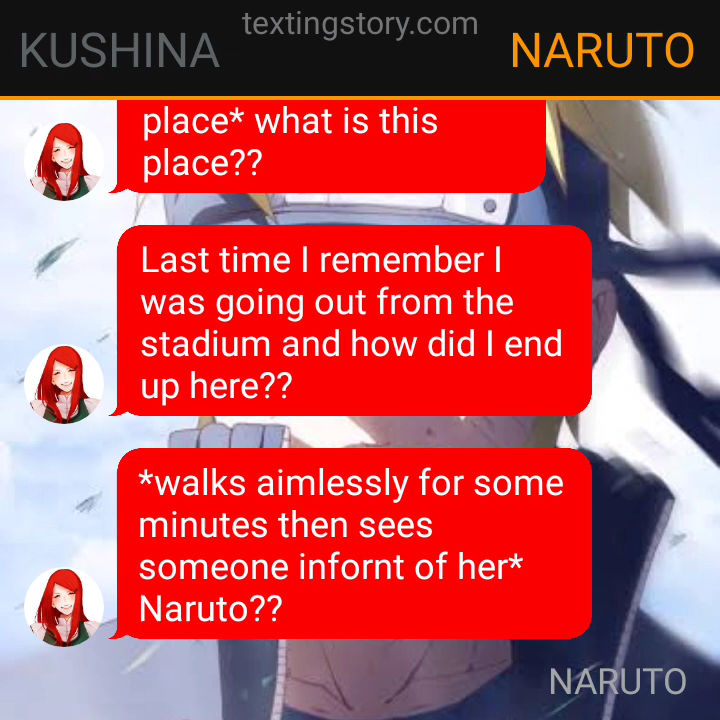 textingstory.com
KUSHINA
NARUTO
place* what is this
place??
Last time I remember I
was going out from the
stadium and how did I end
up here??
*walks aimlessly for some
minutes then sees
someone infornt of her*
Naruto??
NARUTO